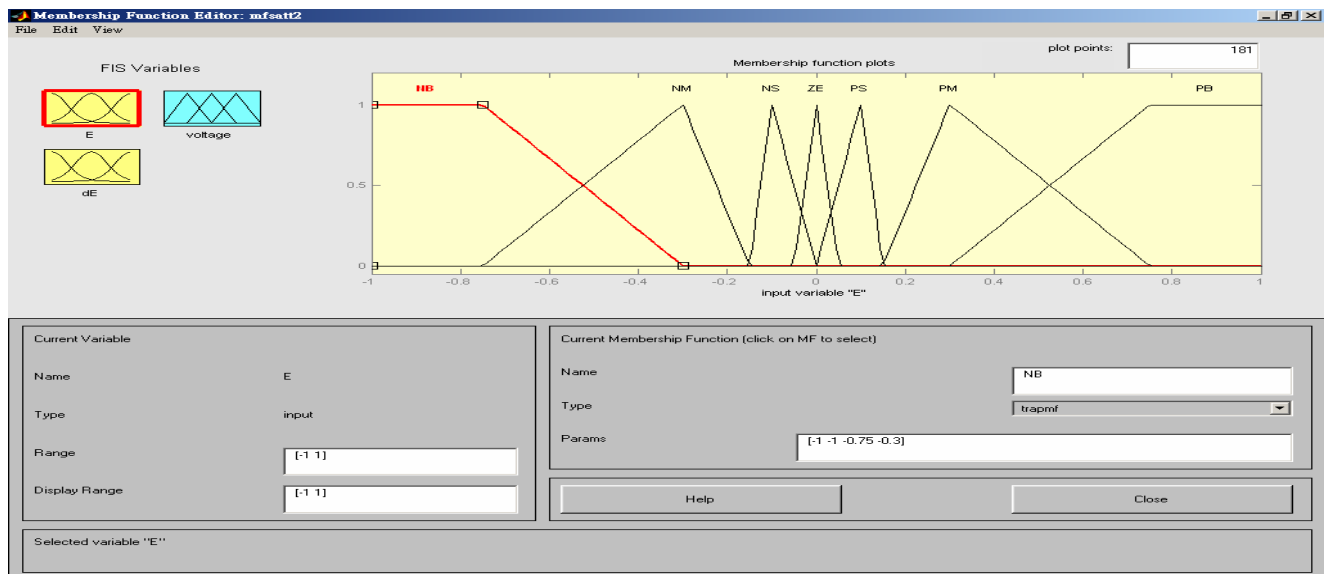 Membership Function Editor: mfsatt2
File Edit View
FIS Variables
E
voltage
dE
plot points:
181
Membership function plots
NB NM NS ZE PS PM PB
1
0.5
0
-1 -0.8 -0.6 -0.4 -0.2 0 0.2 0.4 0.6 0.8 1
input variable "E"
Current Variable
Name E
Type input
Range [-1 1]
Display Range [-1 1]
Current Membership Function (click on MF to select)
Name NB
Type trapmf
Params [-1 -1 -0.75 -0.3]
Help Close
Selected variable "E"